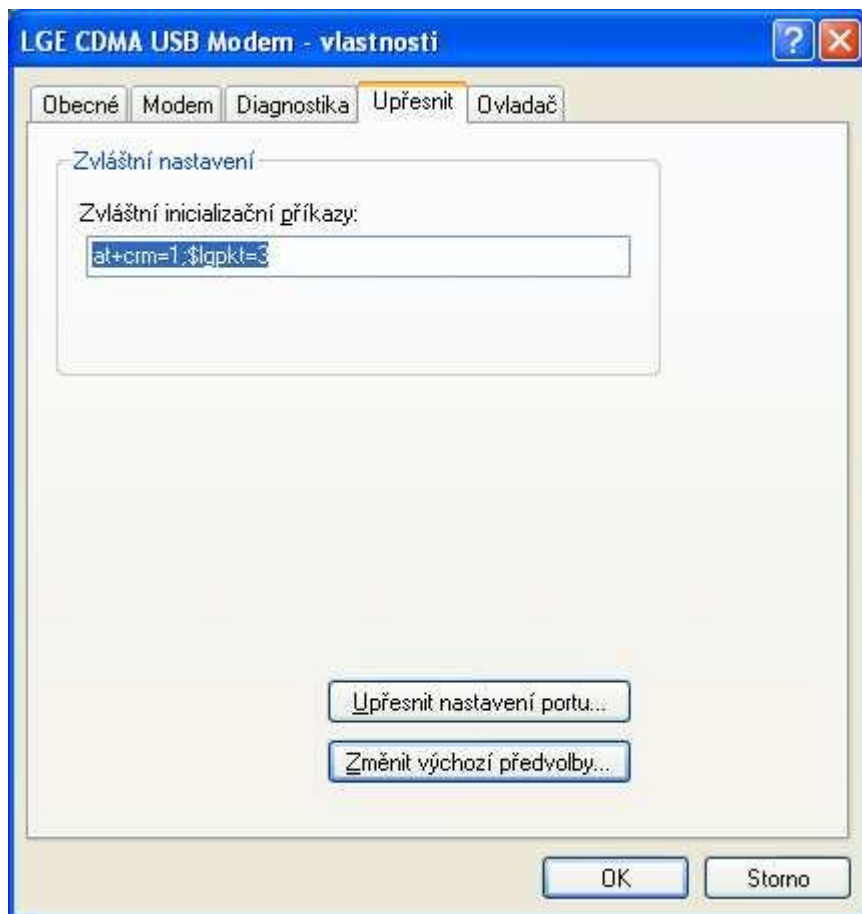 LGE CDMA USB Modem - vlastnosti
Obecné Modem Diagnostika Upřesnit Ovladač
Zvláštní nastavení
Zvláštní inicializační příkazy:
at+crm=1;$lgpkt=3
Upřesnit nastavení portu...
Změnit výchozí předvolby...
OK Storno